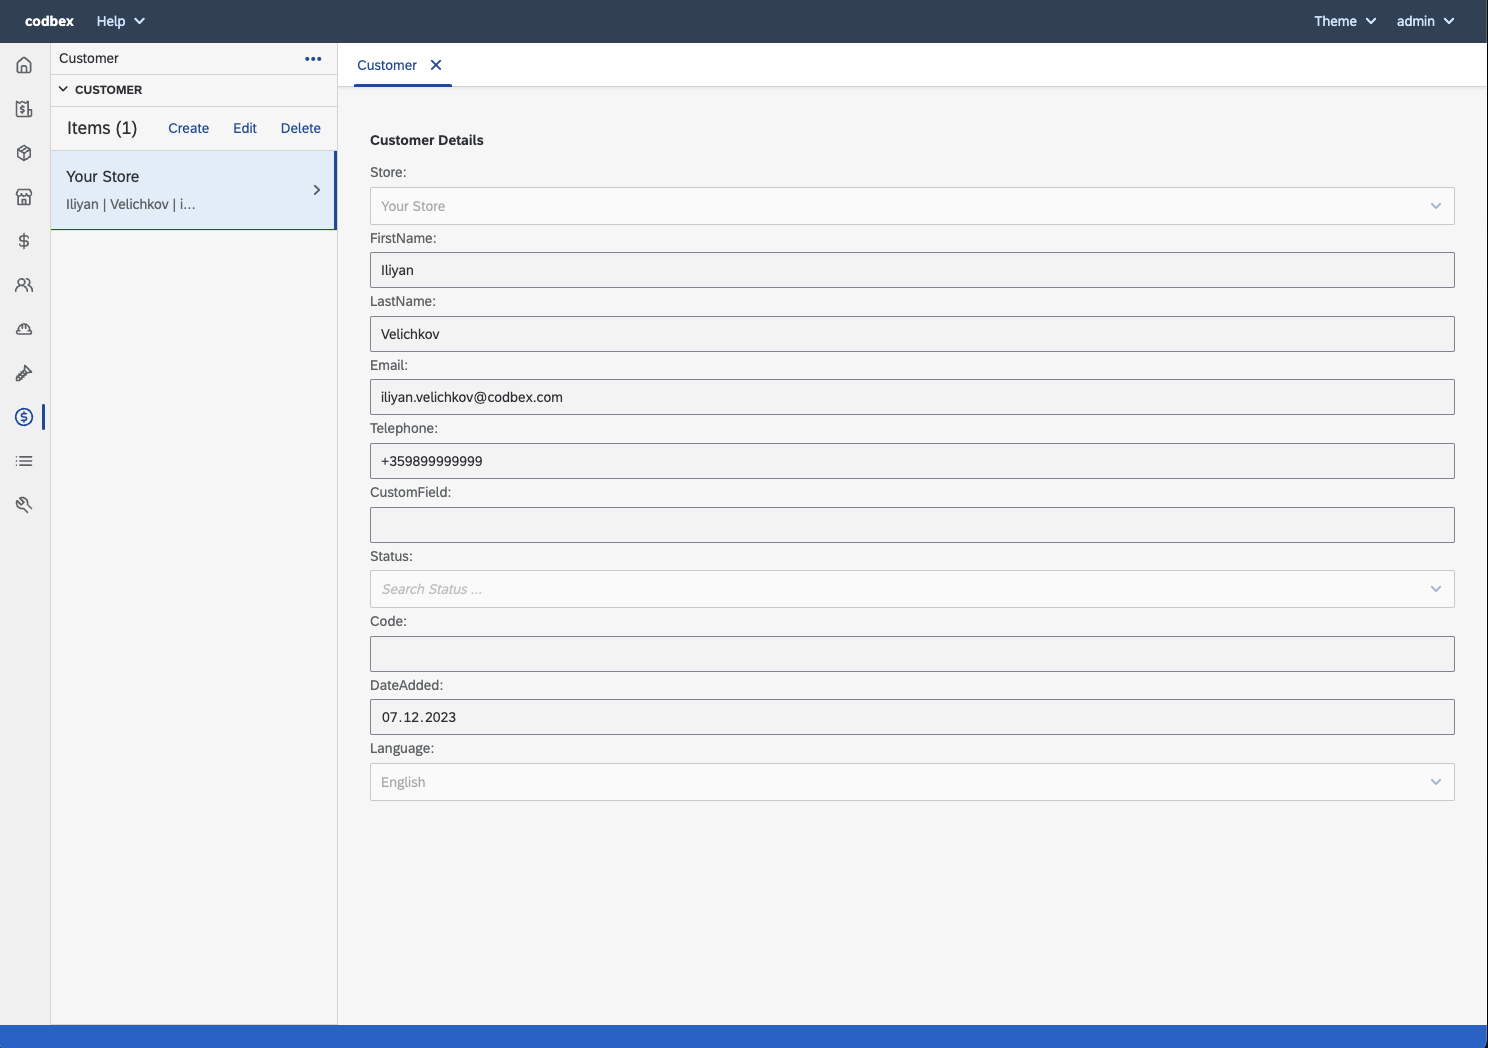 codbex Help Theme admin
Customer
CUSTOMER
Items (1) Create Edit Delete
Your Store
Iliyan | Velichkov | i...
Customer
Customer Details
Store:
Your Store
FirstName:
Iliyan
LastName:
Velichkov
Email:
iliyan.velichkov@codbex.com
Telephone:
+359899999999
CustomField:
Status:
Search Status ...
Code:
DateAdded:
07.12.2023
Language:
English